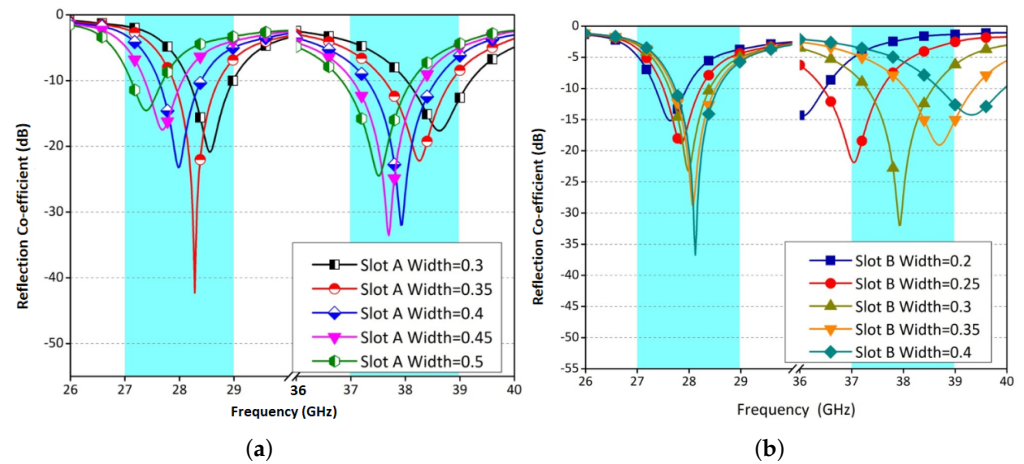 Reflection Co-efficient (dB)
0
-10
-20
-30
-40
-50
Slot A Width=0.3
Slot A Width=0.35
Slot A Width=0.4
Slot A Width=0.45
Slot A Width=0.5
26 27 28 29 36 37 38 39 40
Frequency (GHz)
(a)
Reflection Co-efficient (dB)
0
-5
-10
-15
-20
-25
-30
-35
-40
-45
-50
-55
Slot B Width=0.2
Slot B Width=0.25
Slot B Width=0.3
Slot B Width=0.35
Slot B Width=0.4
26 27 28 29 36 37 38 39 40
Frequency (GHz)
(b)